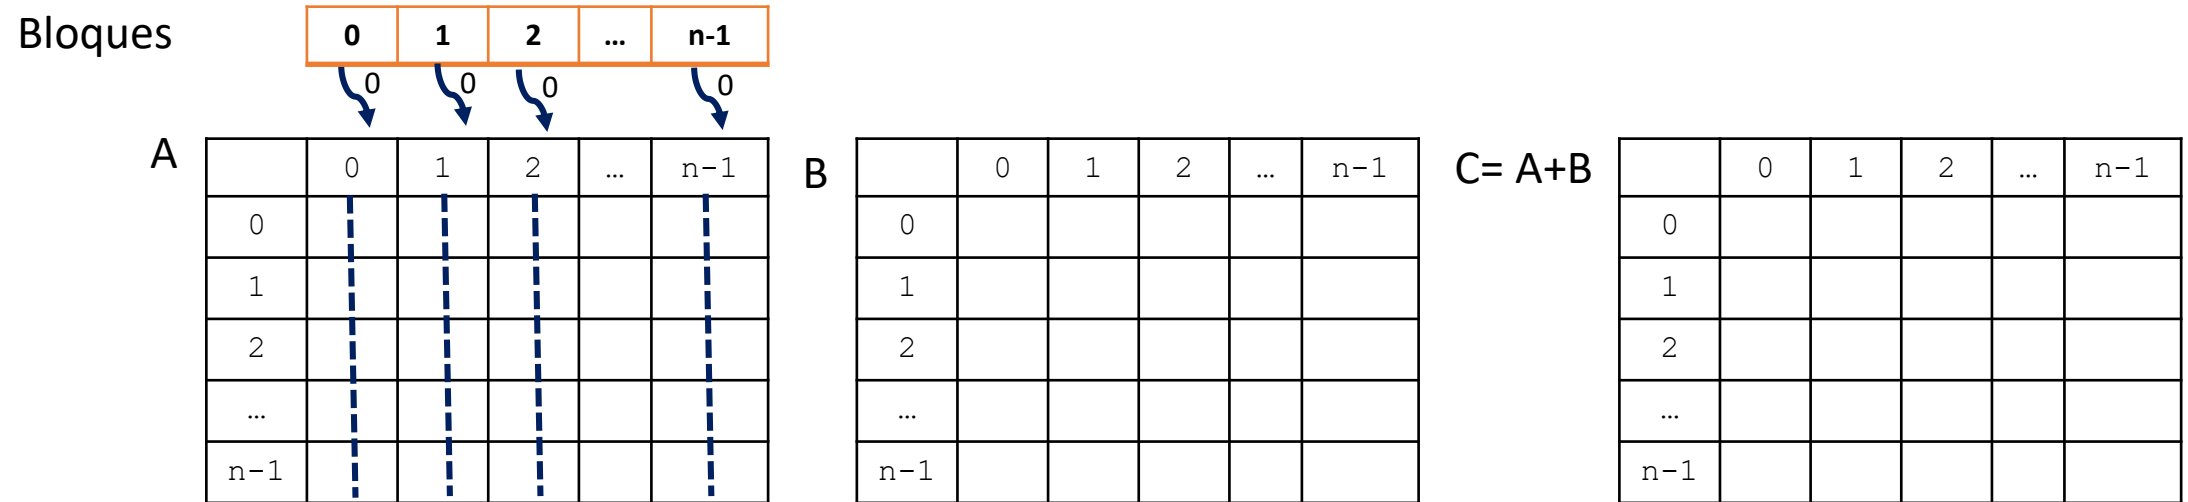 Bloques 0 1 2 … n-1
0 0 0 0
A 0 1 2 … n-1
0
1
2
…
n-1
B 0 1 2 … n-1
0
1
2
…
n-1
C= A+B 0 1 2 … n-1
0
1
2
…
n-1